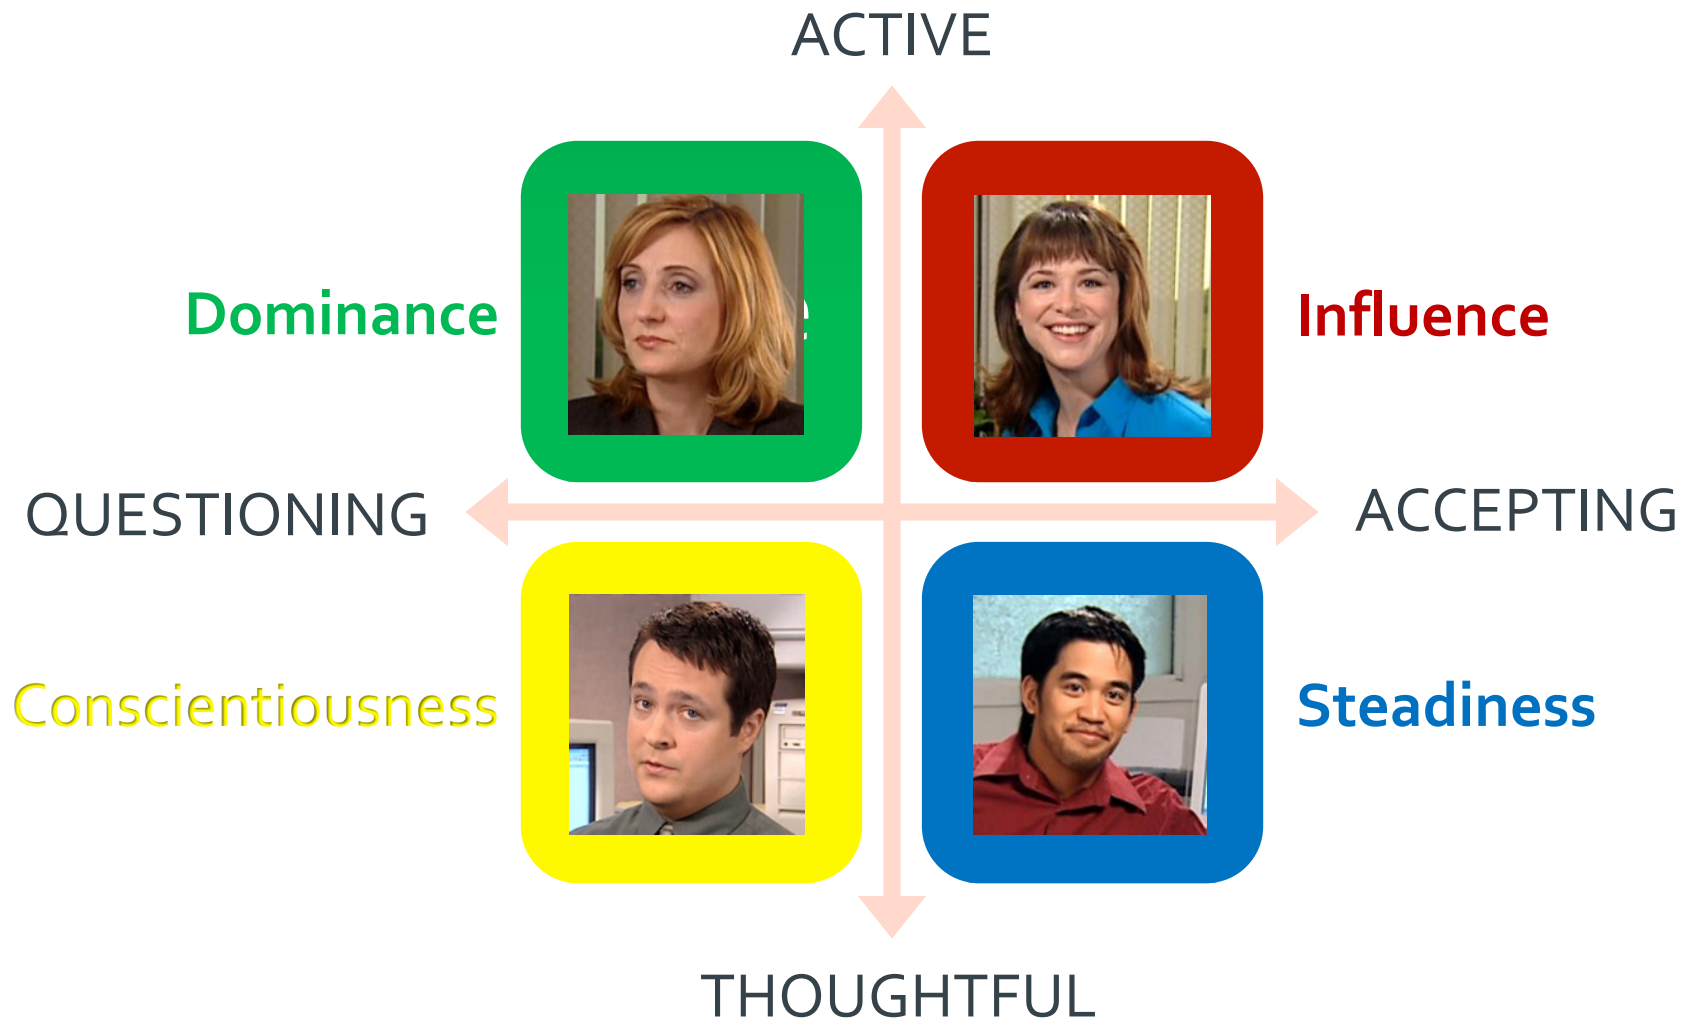 ACTIVE
Dominance
e
Influence
QUESTIONING
ACCEPTING
Conscientiousness
Steadiness
THOUGHTFUL